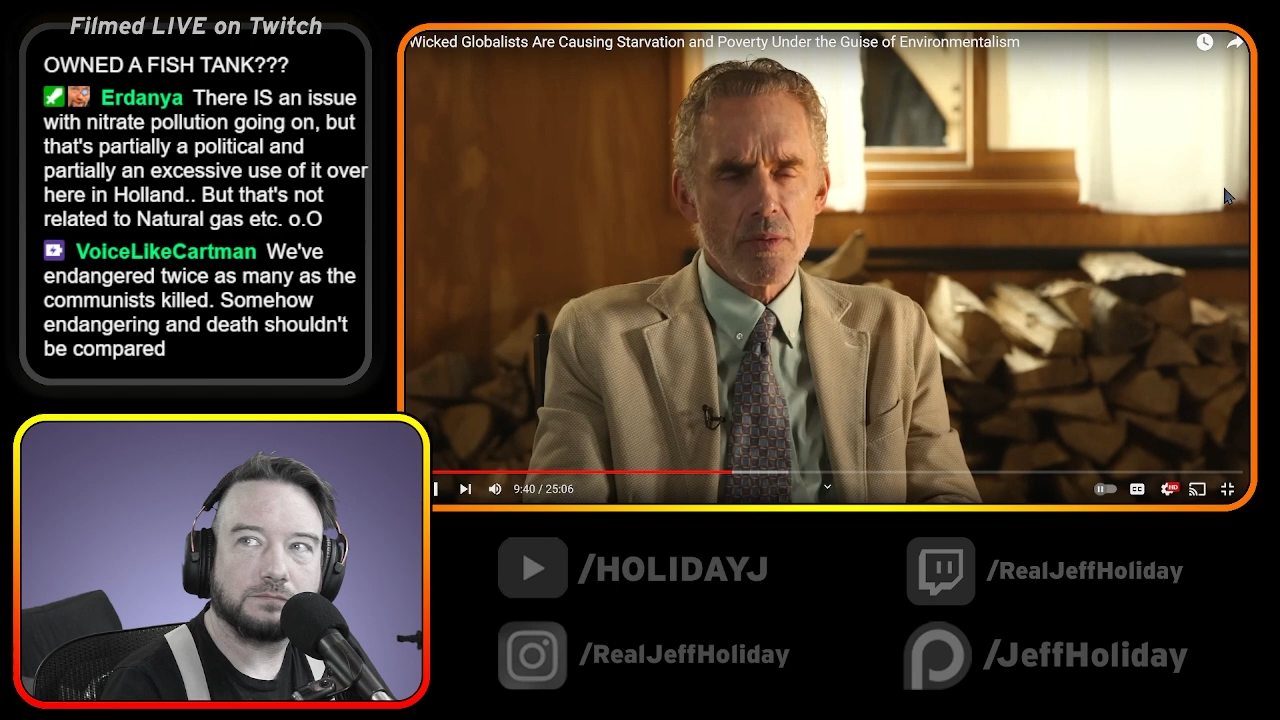 Filmed LIVE on Twitch
OWNED A FISH TANK???
Erdanya There IS an issue
with nitrate pollution going on, but
that's partially a political and
partially an excessive use of it over
here in Holland.. But that's not
related to Natural gas etc. o.O
VoiceLikeCartman We've
endangered twice as many as the
communists killed. Somehow
endangering and death shouldn't
be compared
Wicked Globalists Are Causing Starvation and Poverty Under the Guise of Environmentalism
9:40 / 25:06
CC
HD
/HOLIDAYJ
/RealJeffHoliday
/RealJeffHoliday
/JeffHoliday